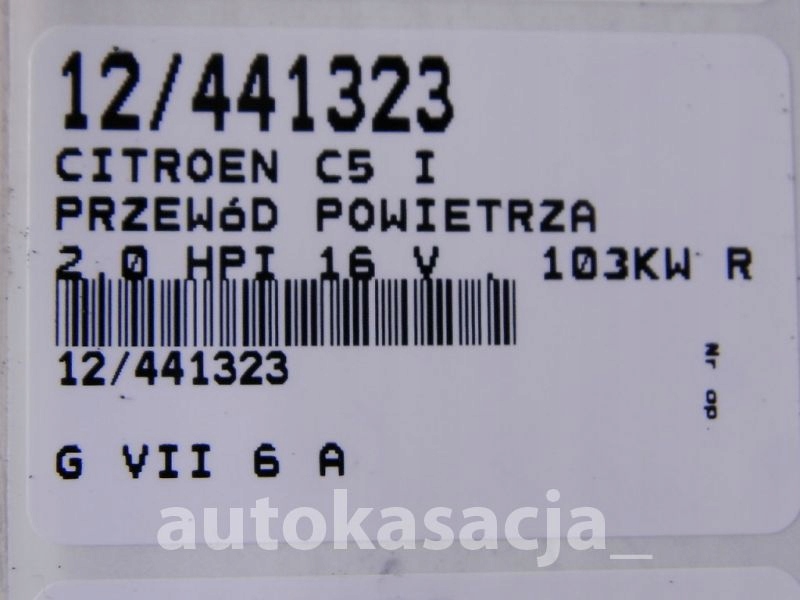 12/441323
CITROEN C5 I
PRZEWóD POWIETRZA
2.0 HPI 16 V . 103KW R
12/441323
Nr op
G VII 6 A
autokasacja_